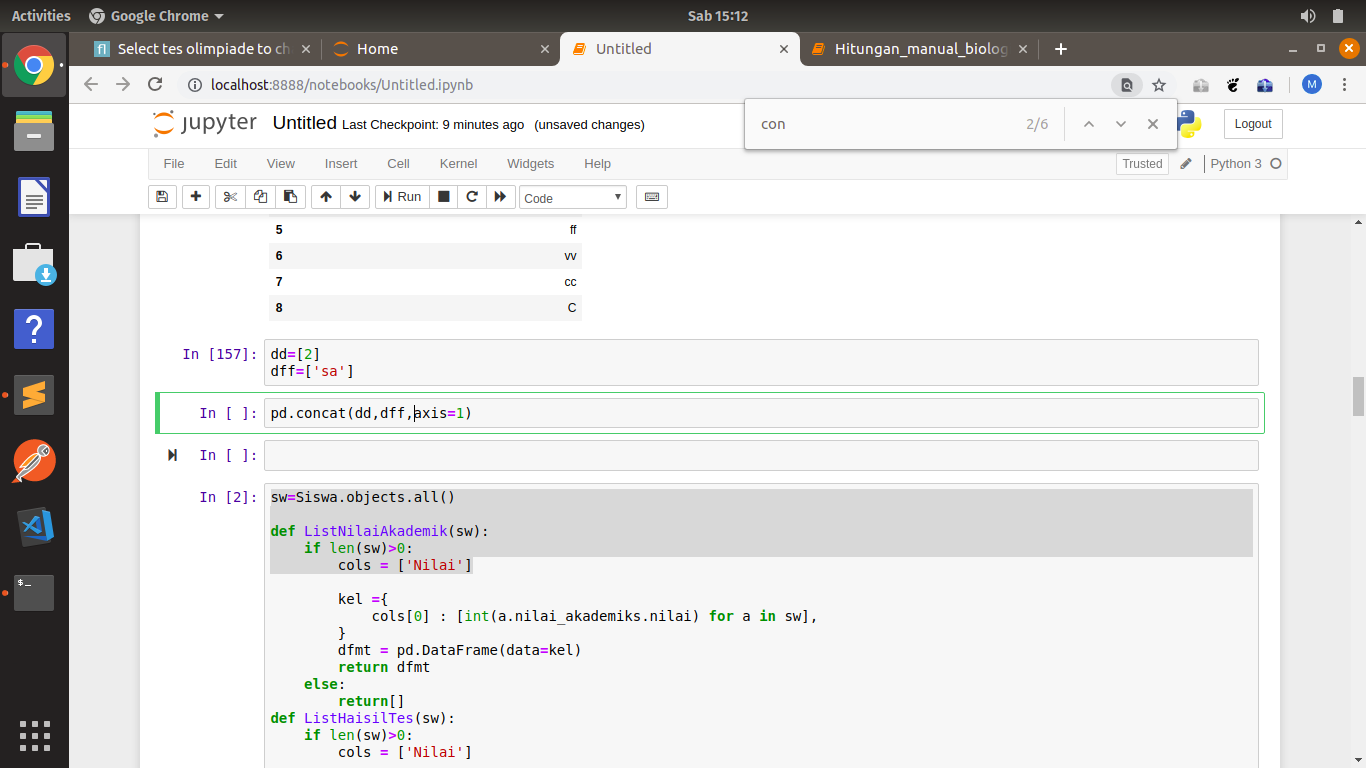 Activities Google Chrome Sab 15:12
Select tes olimpiade to ch Home Untitled Hitungan_manual_biolog
localhost:8888/notebooks/Untitled.ipynb M
con 2/6
jupyter Untitled Last Checkpoint: 9 minutes ago (unsaved changes) Logout
File Edit View Insert Cell Kernel Widgets Help Trusted Python 3
Run Code
5 ff
6 vv
7 cc
8 C
In [157]: dd=[2]
dff=['sa']
In [ ]: pd.concat(dd,dff,axis=1)
In [ ]:
In [2]: sw=Siswa.objects.all()
def ListNilaiAkademik(sw):
if len(sw)>0:
cols = ['Nilai']
kel ={
cols[0] : [int(a.nilai_akademiks.nilai) for a in sw],
}
dfmt = pd.DataFrame(data=kel)
return dfmt
else:
return[]
def ListHaisilTes(sw):
if len(sw)>0:
cols = ['Nilai']